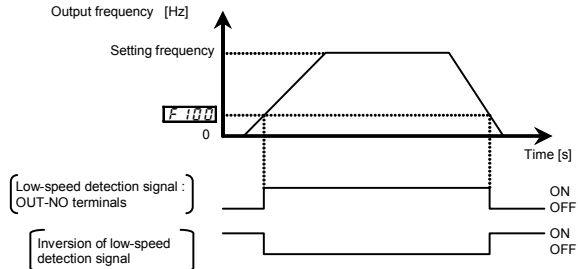 Output frequency [Hz]
Setting frequency
F100
0
Time [s]
Low-speed detection signal :
OUT-NO terminals
ON
OFF
Inversion of low-speed
detection signal
ON
OFF